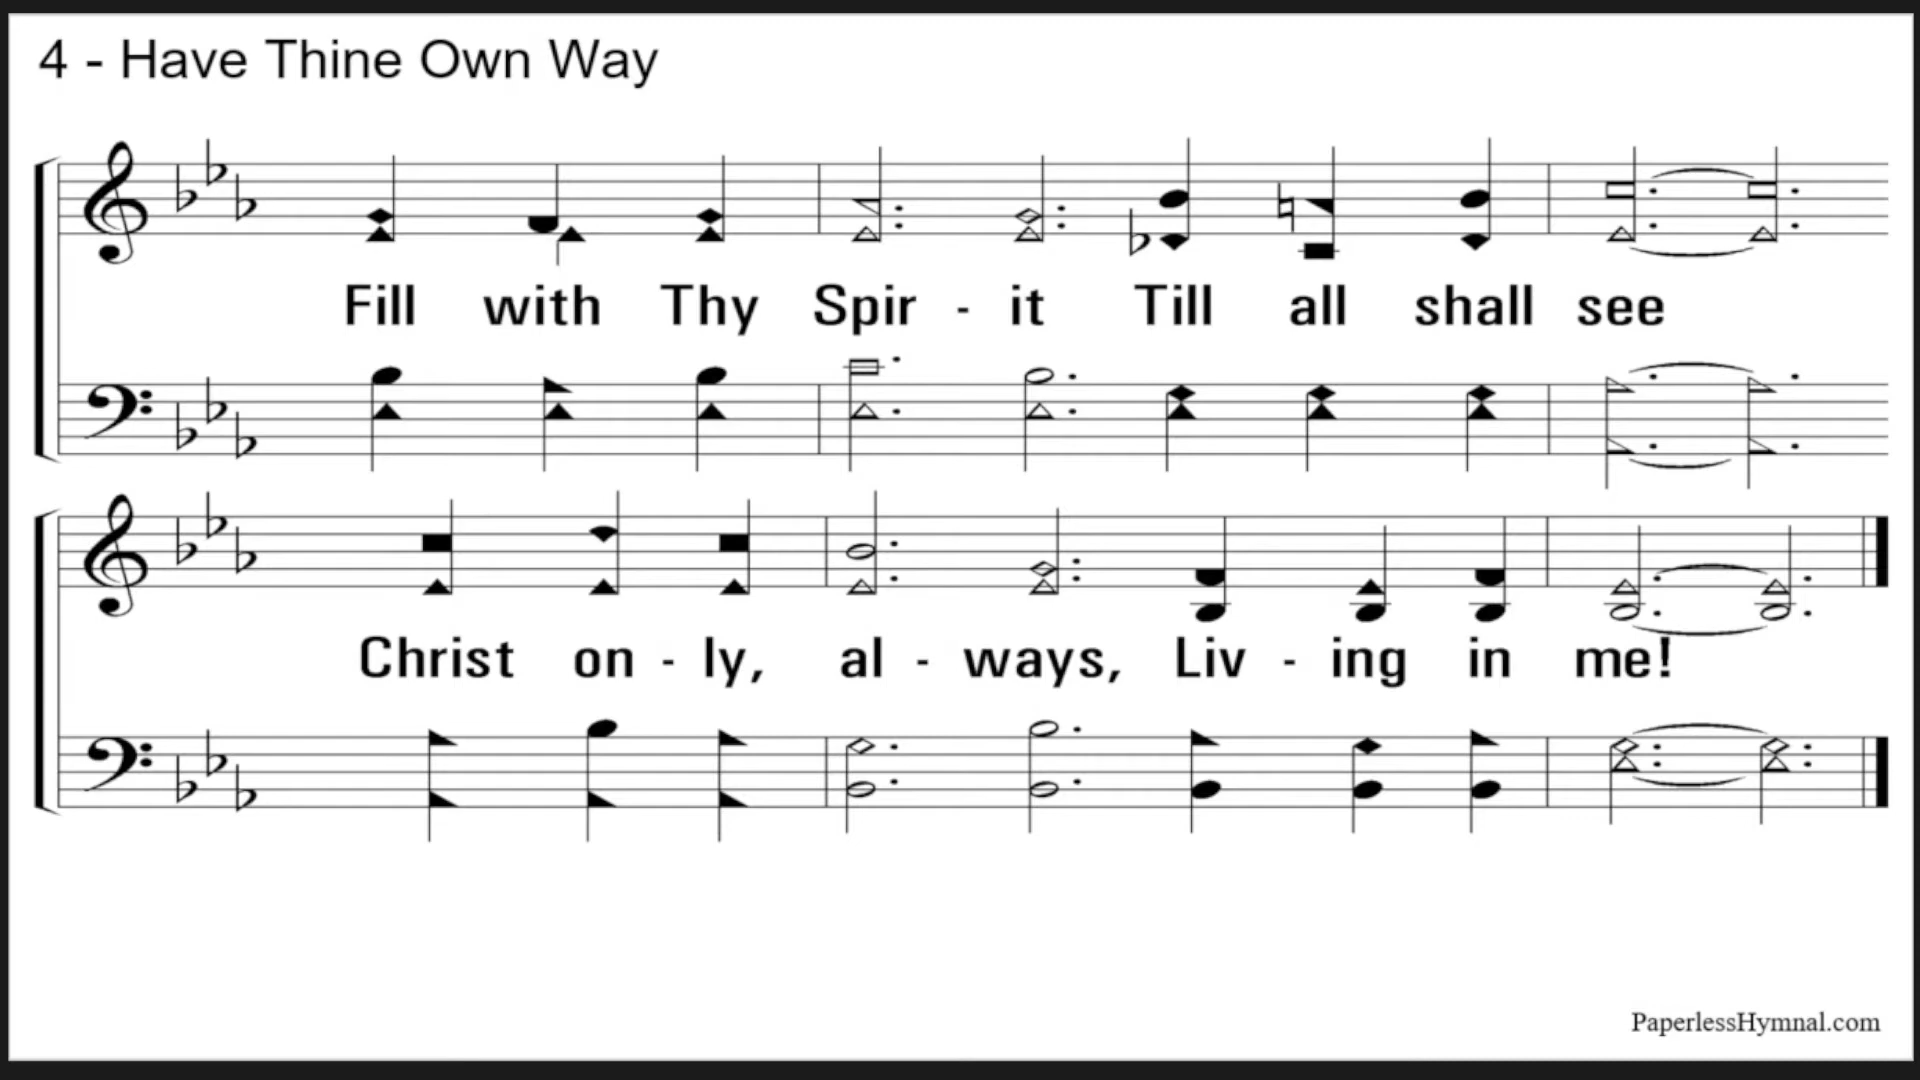 4 - Have Thine Own Way
Fill with Thy Spir - it Till all shall see
Christ on - ly, al - ways, Liv - ing in me!
PaperlessHymnal.com